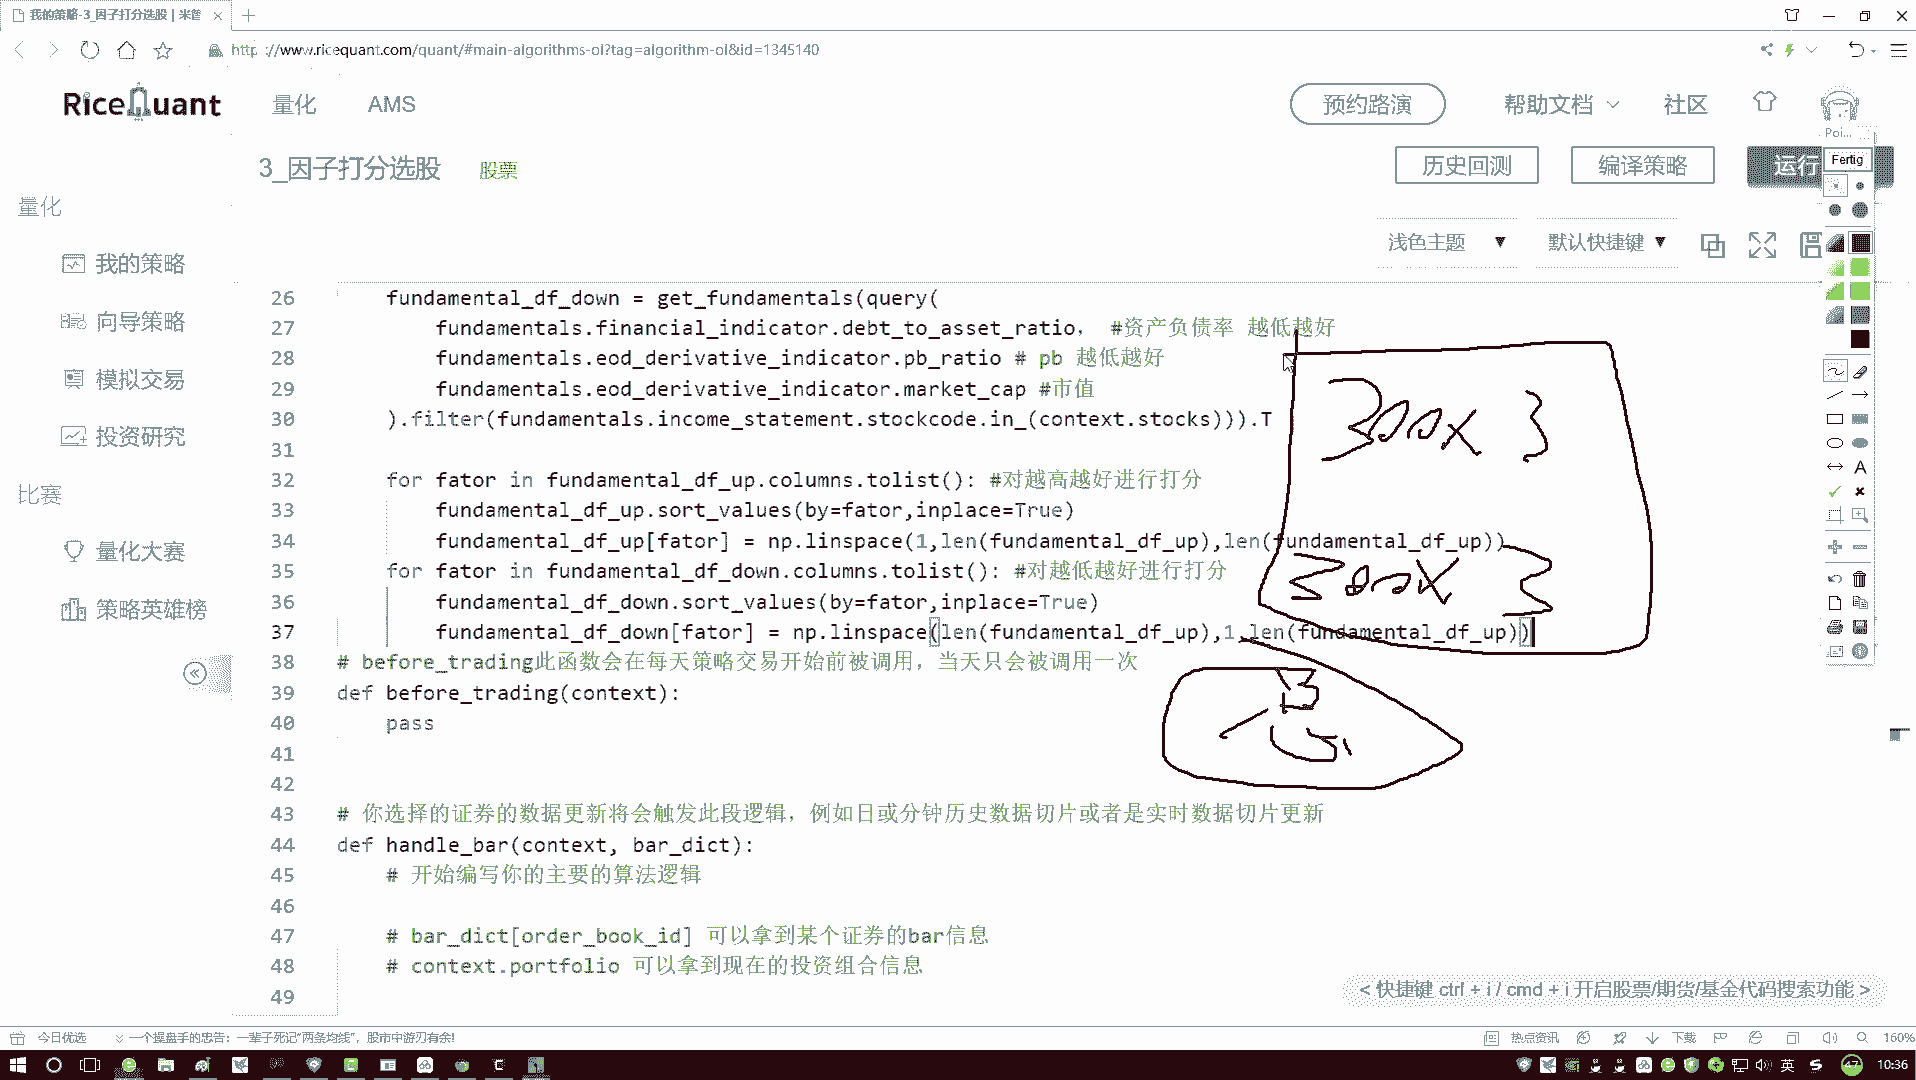 我的策略-3_因子打分选股 | 米筐
http ://www.ricequant.com/quant/#main-algorithms-ol?tag=algorithm-ol&id=1345140
RiceQuant 量化 AMS 预约路演 帮助文档 社区
Poi...
3_因子打分选股 股票 历史回测 编译策略 运行 Fertig
量化
浅色主题 默认快捷键
我的策略
向导策略
模拟交易
投资研究
比赛
量化大赛
策略英雄榜
26 fundamental_df_down = get_fundamentals(query(
27 fundamentals.financial_indicator.debt_to_asset_ratio, #资产负债率 越低越好
28 fundamentals.eod_derivative_indicator.pb_ratio # pb 越低越好
29 fundamentals.eod_derivative_indicator.market_cap #市值
30 ).filter(fundamentals.income_statement.stockcode.in_(context.stocks))).T
31
32 for fator in fundamental_df_up.columns.tolist(): #对越高越好进行打分
33 fundamental_df_up.sort_values(by=fator,inplace=True)
34 fundamental_df_up[fator] = np.linspace(1,len(fundamental_df_up),len(fundamental_df_up))
35 for fator in fundamental_df_down.columns.tolist(): #对越低越好进行打分
36 fundamental_df_down.sort_values(by=fator,inplace=True)
37 fundamental_df_down[fator] = np.linspace(len(fundamental_df_up),1,len(fundamental_df_up))
38 # before_trading此函数会在每天策略交易开始前被调用，当天只会被调用一次
39 def before_trading(context):
40 pass
41
42
43 # 你选择的证券的数据更新将会触发此段逻辑，例如日或分钟历史数据切片或者是实时数据切片更新
44 def handle_bar(context, bar_dict):
45 # 开始编写你的主要的算法逻辑
46
47 # bar_dict[order_book_id] 可以拿到某个证券的bar信息
48 # context.portfolio 可以拿到现在的投资组合信息
49
300X 3
300X 3
< 快捷键 ctrl + i / cmd + i 开启股票/期货/基金代码搜索功能 >
今日优选 一个操盘手的忠告：一辈子死记“两条均线”，股市中游刃有余! 热点资讯 下载 160%
英 47 10:36